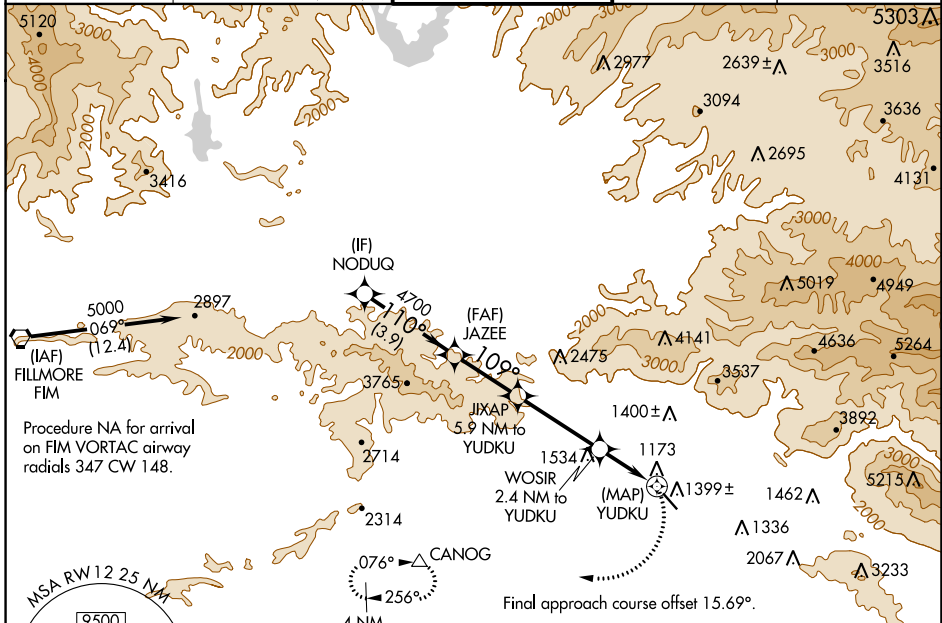 5120
3000
4000
2000
3416
2000
2000
3000
2977
2639±
3000
5303
3516
3094
3636
2695
4131
(IF)
NODUQ
3000
4000
5019
4949
5000
069°
(12.4)
2897
4700
110°
(3.9)
(FAF)
JAZEE
109°
2000
4141
2475
3000
4636
5264
3537
(IAF)
FILLMORE
FIM
2000
3765
JIXAP
5.9 NM to
YUDKU
1400±
3892
Procedure NA for arrival
on FIM VORTAC airway
radials 347 CW 148.
2714
1534
1173
3000
5215
2000
WOSIR
2.4 NM to
YUDKU
(MAP)
YUDKU
1399±
1462
2314
1336
076°
CANOG
2067
3233
256°
4 NM
MSA RW12 25 NM
9500
Final approach course offset 15.69°.